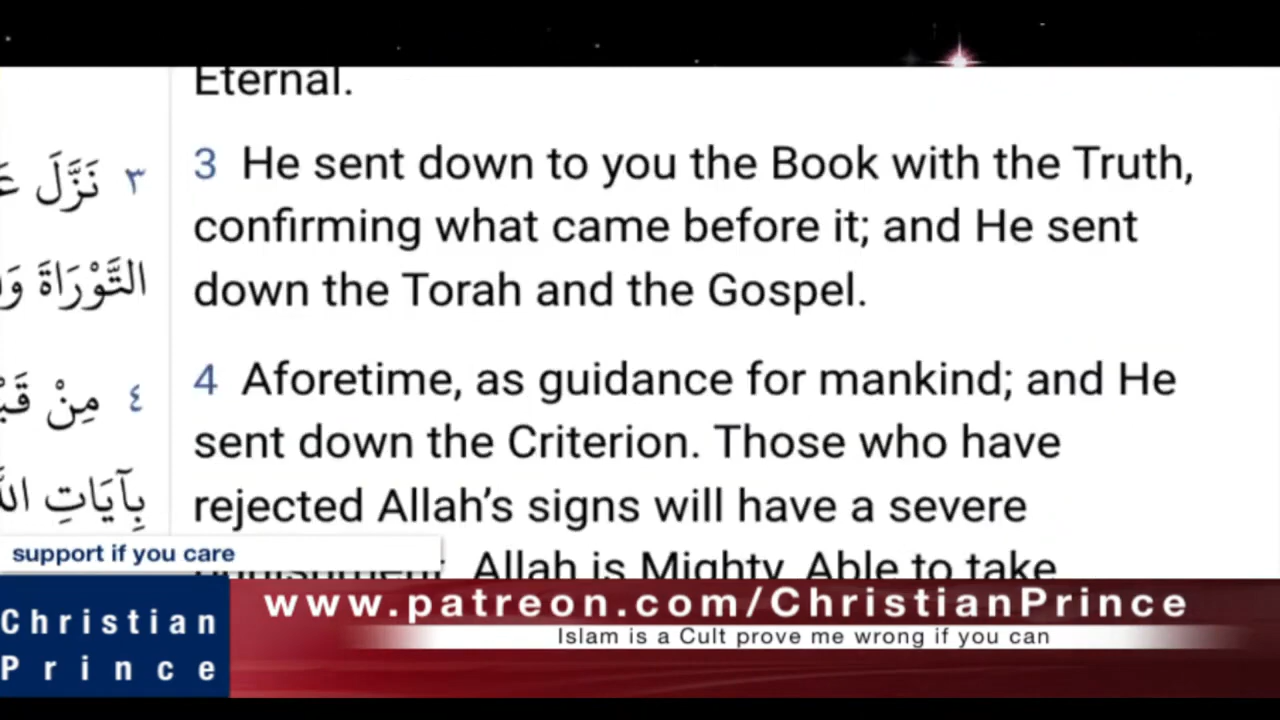 Eternal.
3 He sent down to you the Book with the Truth,
confirming what came before it; and He sent
down the Torah and the Gospel.
٣ نَزَّلَ
التَّوْرَاةَ
4 Aforetime, as guidance for mankind; and He
sent down the Criterion. Those who have
rejected Allah’s signs will have a severe
Allah is Mighty, Able to take
٤ مِنْ
بِآيَاتِ
support if you care
Christian
Prince
www.patreon.com/ChristianPrince
Islam is a Cult prove me wrong if you can